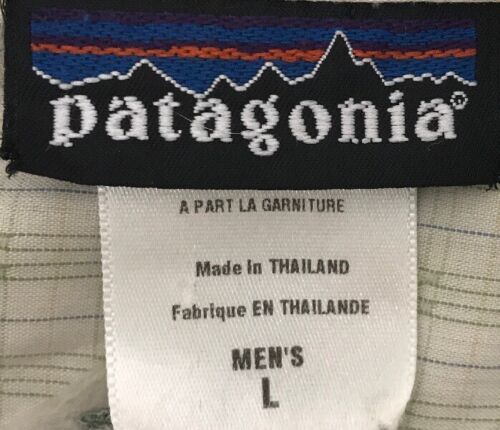 patagonia®
A PART LA GARNITURE
Made in THAILAND
Fabrique EN THAILANDE
MEN'S
L